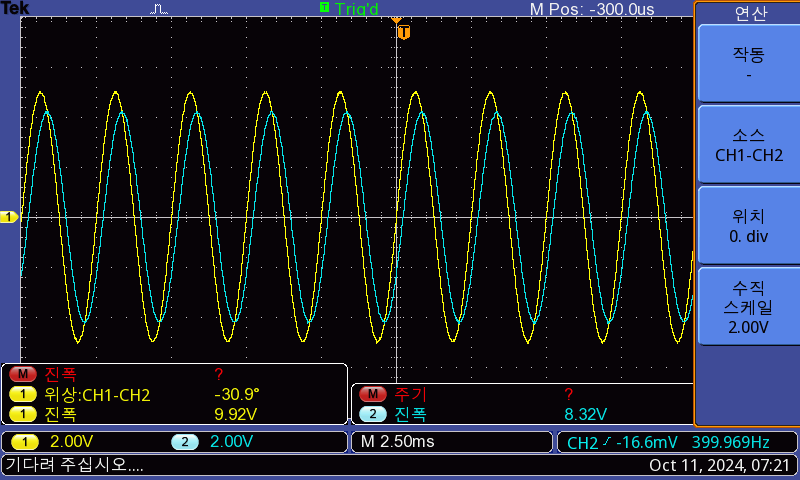 Tek T Trig'd M Pos: -300.0us
연산
작동
-
소스
CH1-CH2
위치
0. div
수직
스케일
2.00V
T
1
M 진폭 ?
1 위상:CH1-CH2 -30.9°
1 진폭 9.92V
M 주기 ?
2 진폭 8.32V
1 2.00V 2 2.00V M 2.50ms CH2 -16.6mV 399.969Hz
기다려 주십시오.... Oct 11, 2024, 07:21